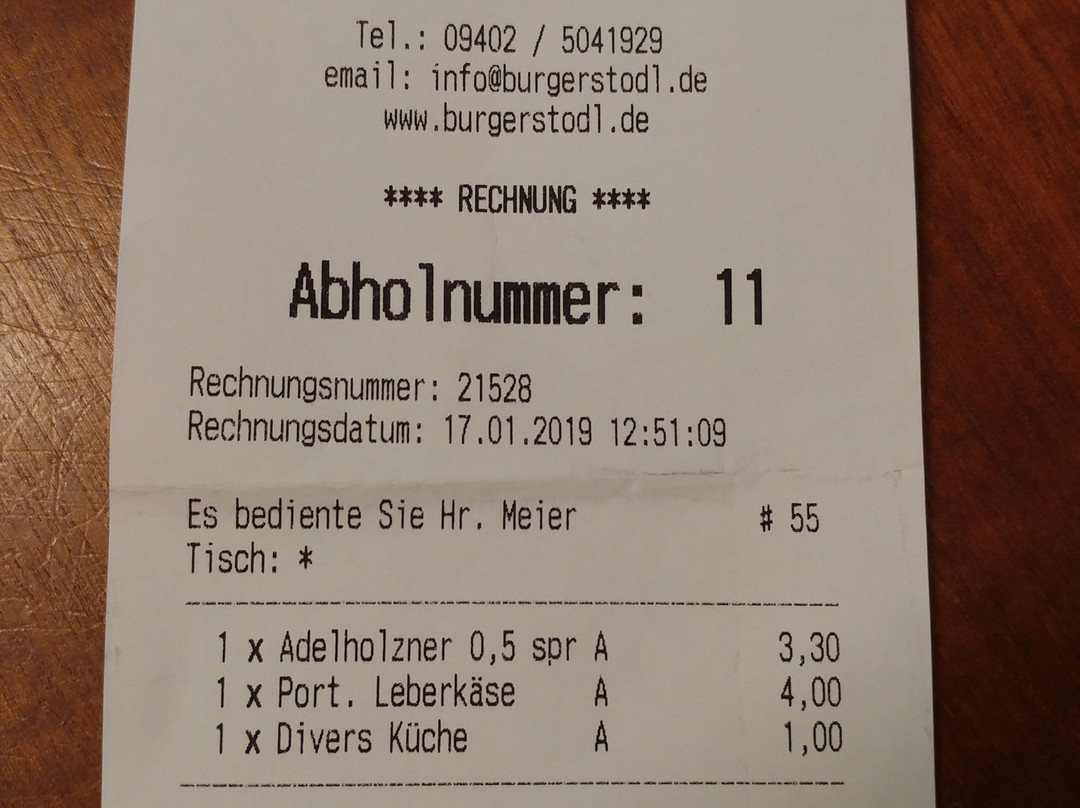 Tel.: 09402 / 5041929
email: info@burgerstodl.de
www.burgerstodl.de
**** RECHNUNG ****
Abholnummer: 11
Rechnungsnummer: 21528
Rechnungsdatum: 17.01.2019 12:51:09
Es bediente Sie Hr. Meier # 55
Tisch: *
1 x Adelholzner 0,5 spr A 3,30
1 x Port. Leberkäse A 4,00
1 x Divers Küche A 1,00